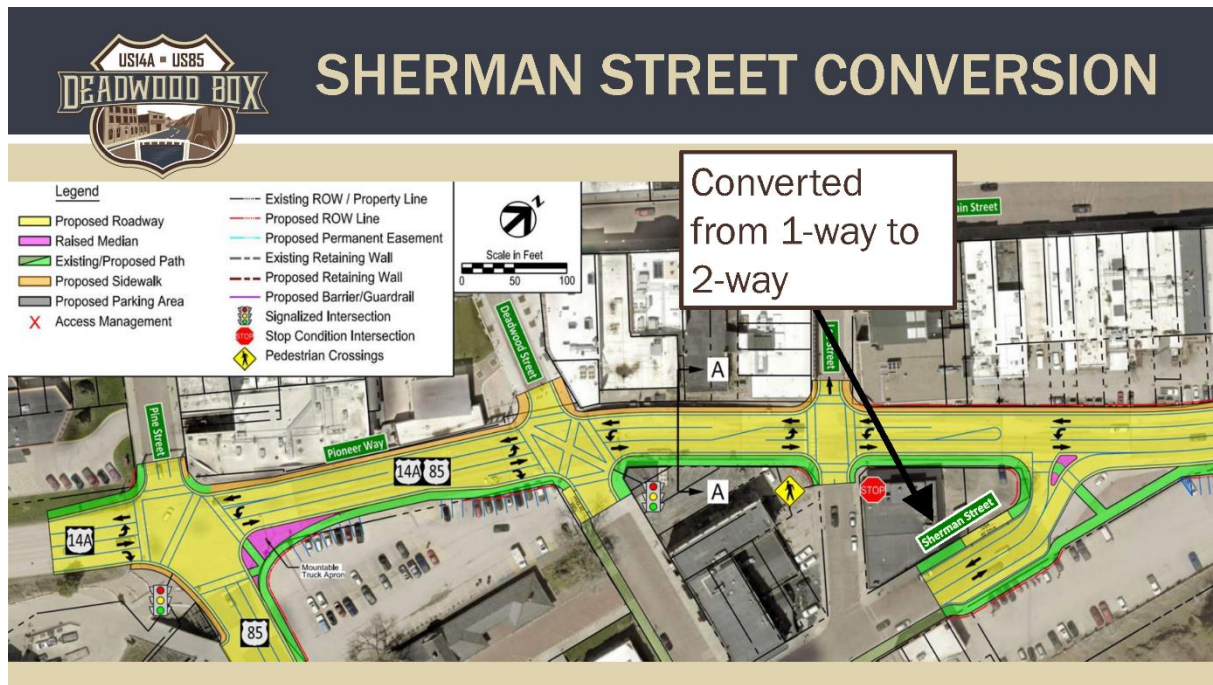 US14A US85
DEADWOOD BOX
SHERMAN STREET CONVERSION
Legend
Proposed Roadway
Raised Median
Existing/Proposed Path
Proposed Sidewalk
Proposed Parking Area
X Access Management
Existing ROW / Property Line
Proposed ROW Line
Proposed Permanent Easement
Existing Retaining Wall
Proposed Retaining Wall
Proposed Barrier/Guardrail
Signalized Intersection
STOP Stop Condition Intersection
Pedestrian Crossings
Z
Scale in Feet
0 50 100
Converted
from 1-way to
2-way
Street
Deadwood Street
Street
A
Pine Street
Pioneer Way
14A 85
A
STOP
Sherman Street
14A
Mountable
Truck Apron
85